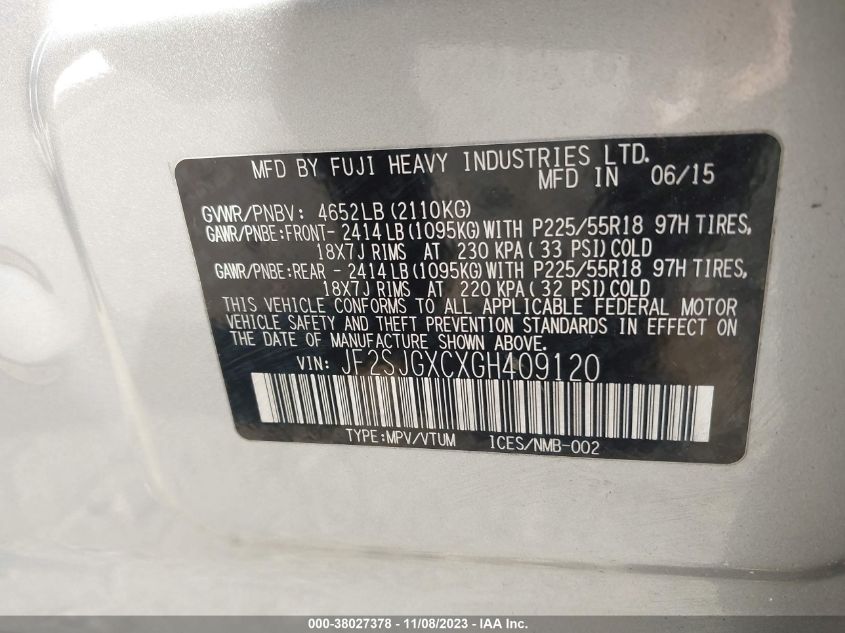 MFD BY FUJI HEAVY INDUSTRIES LTD.
MFD IN 06/15
GVWR/PNBV: 4652LB(2110KG)
GAWR/PNBE:FRONT- 2414LB(1095KG)WITH P225/55R18 97H TIRES,
18X7J RIMS AT 230 KPA(33 PSI)COLD
GAWR/PNBE:REAR - 2414LB(1095KG)WITH P225/55R18 97H TIRES,
18X7J RIMS AT 220 KPA(32 PSI)COLD
THIS VEHICLE CONFORMS TO ALL APPLICABLE FEDERAL MOTOR
VEHICLE SAFETY AND THEFT PREVENTION STANDARDS IN EFFECT ON
THE DATE OF MANUFACTURE SHOWN ABOVE.
VIN: JF2SJGXCXGH409120
TYPE:MPV/VTUM ICES/NMB-002
000-38027378 - 11/08/2023 - IAA Inc.